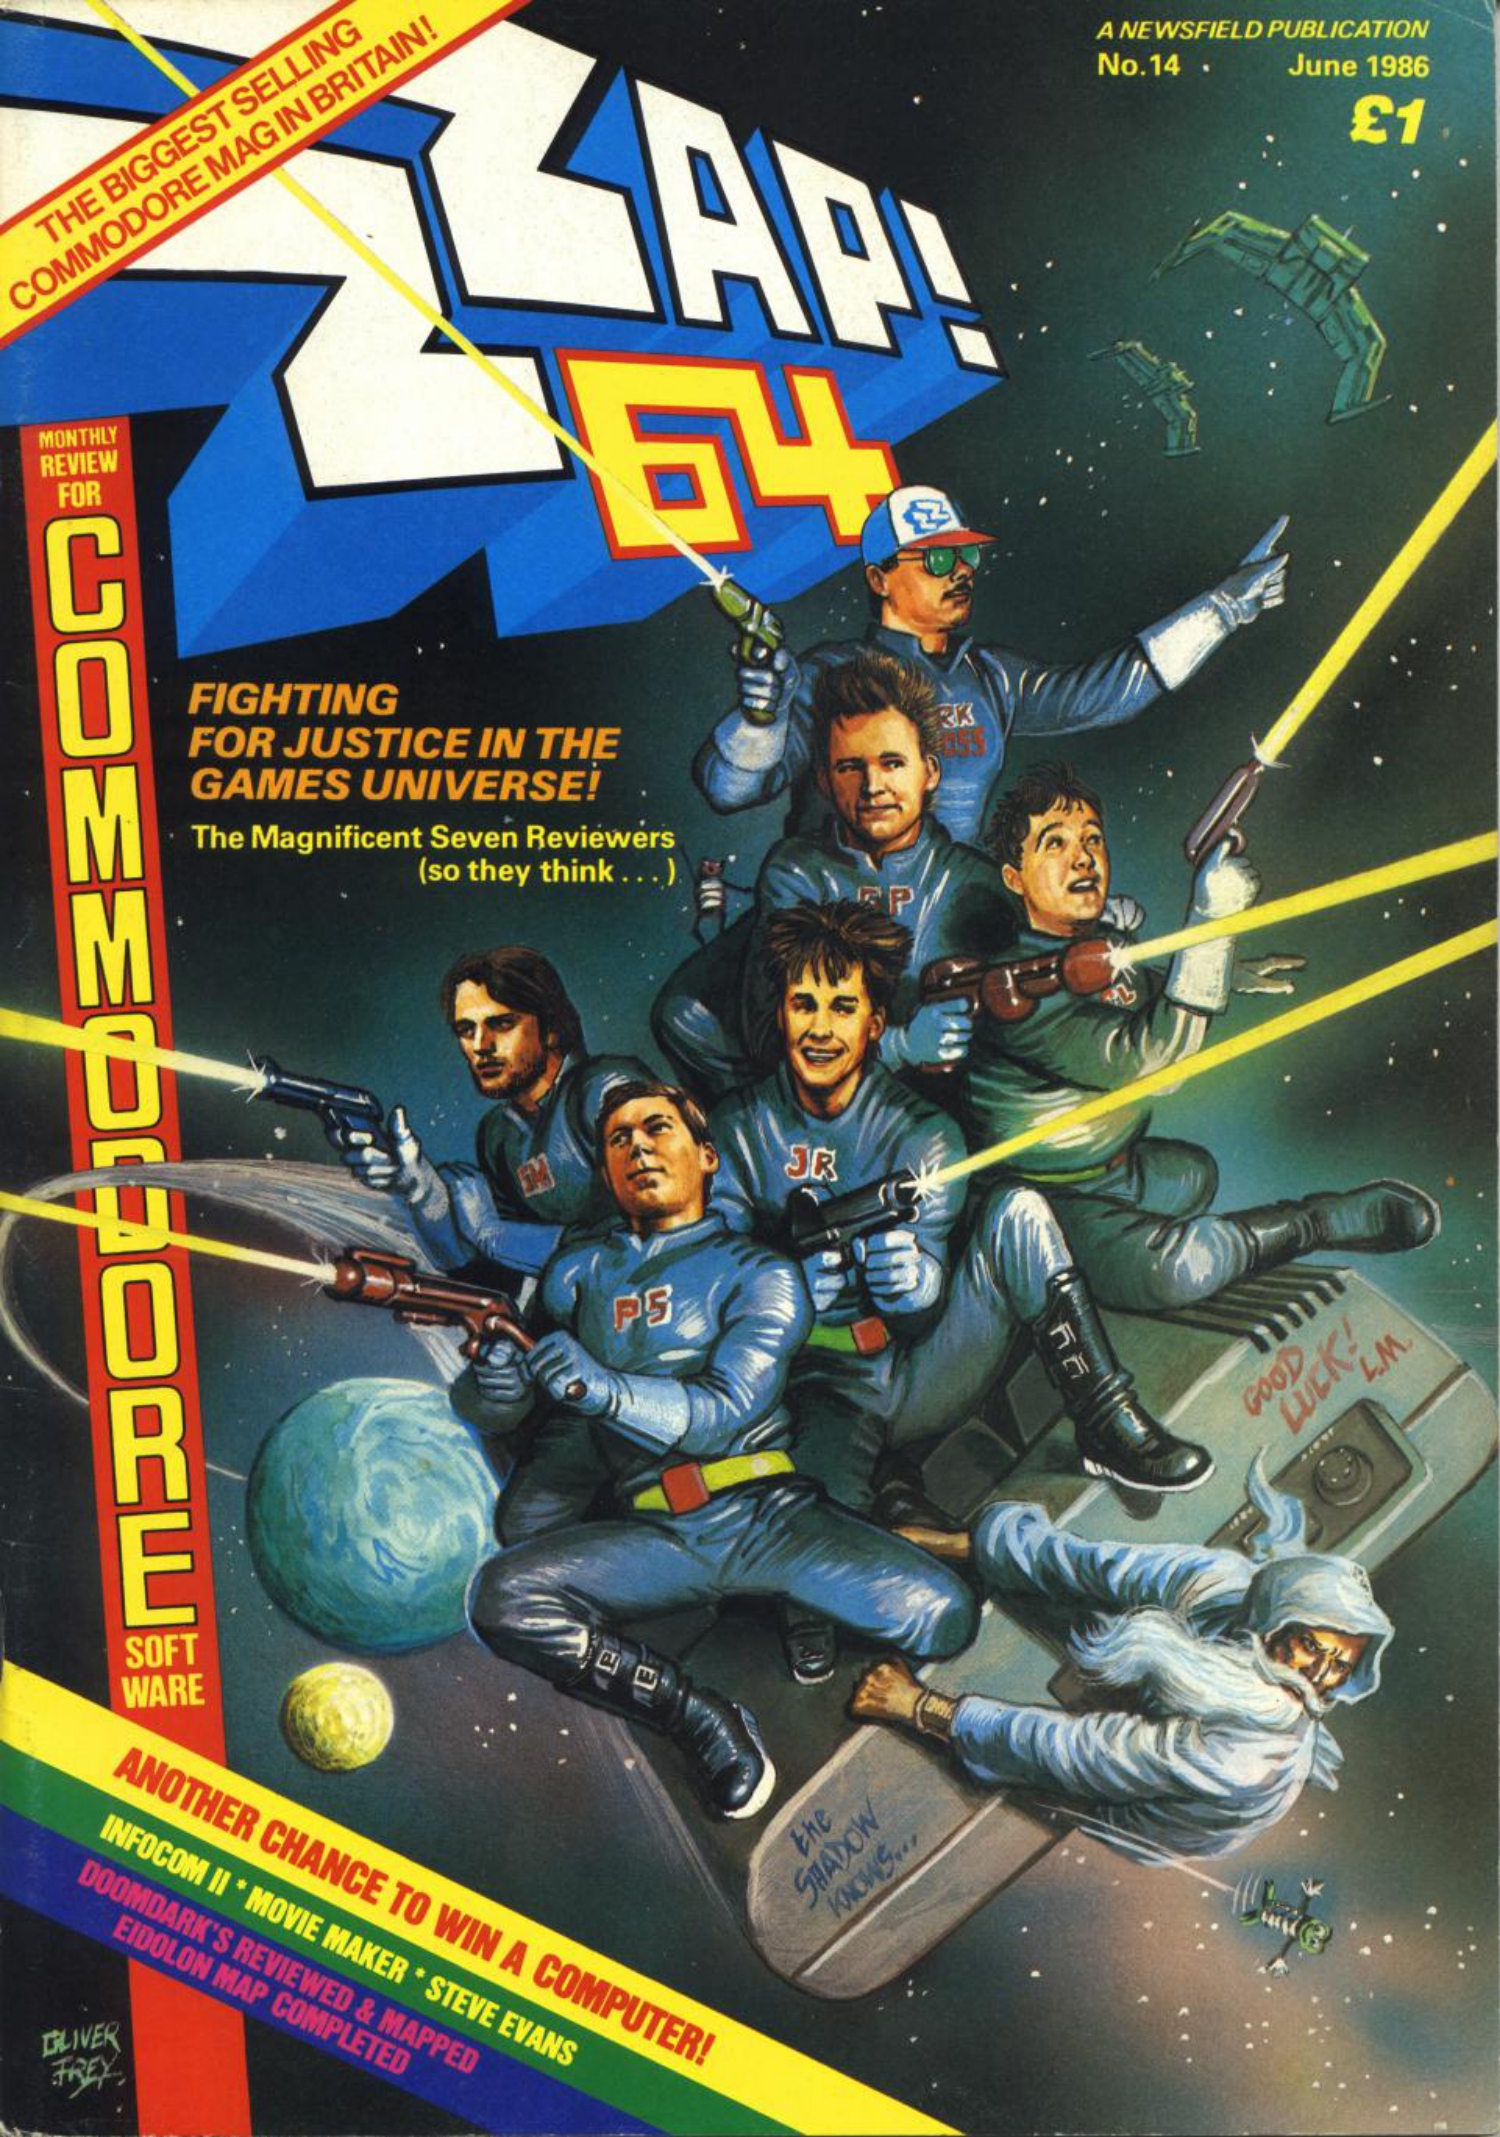 THE BIGGEST SELLING
COMMODORE MAG IN BRITAIN!
A NEWSFIELD PUBLICATION
No.14 June 1986
£1
ZZAP!
64
MONTHLY
REVIEW
FOR
COMMODORE
SOFT
WARE
FIGHTING
FOR JUSTICE IN THE
GAMES UNIVERSE!
The Magnificent Seven Reviewers
(so they think . . . )
ZZ
RK
OSS
GP
JR
PS
GOOD
LUCK!
L.M.
the
SHADOW
KNOWS...
ANOTHER CHANCE TO WIN A COMPUTER!
INFOCOM II * MOVIE MAKER * STEVE EVANS
DOOMDARK'S REVIEWED & MAPPED
EIDOLON MAP COMPLETED
OLIVER
FREY.